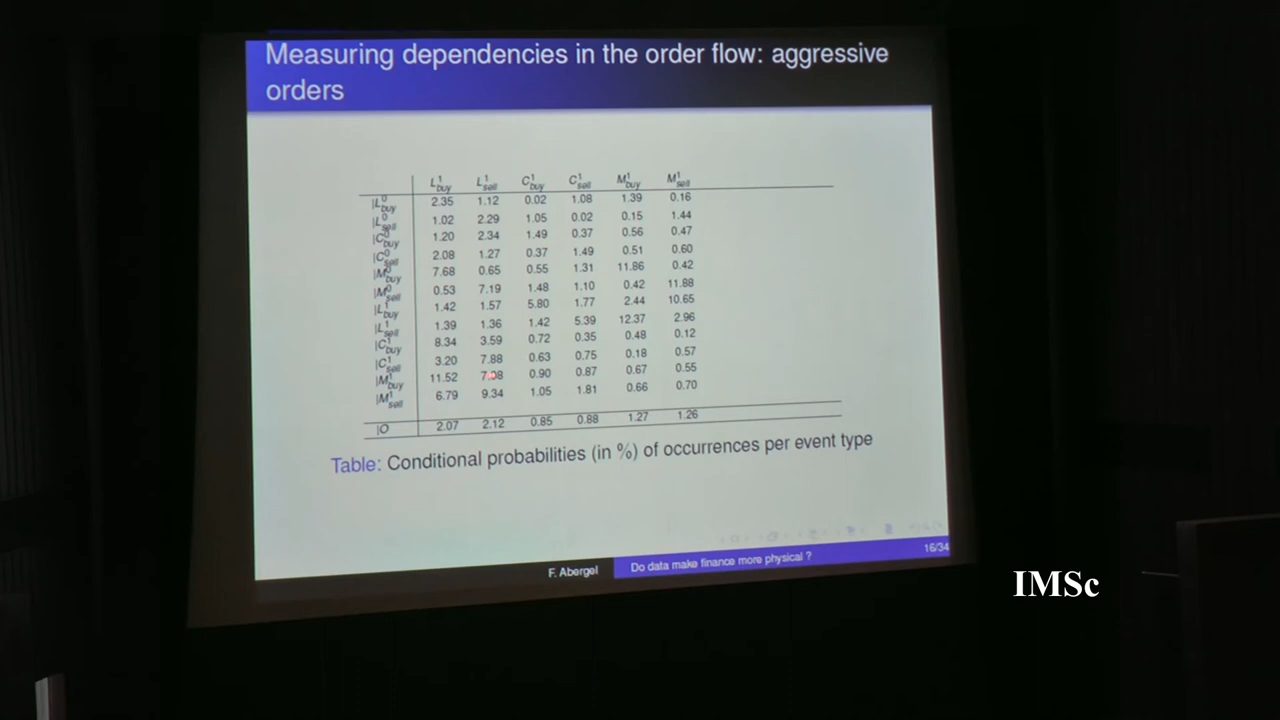 Measuring dependencies in the order flow: aggressive
orders
L¹buy L¹sell C¹buy C¹sell M¹buy M¹sell
|L⁰buy 2.35 1.12 0.02 1.08 1.39 0.16
|L⁰sell 1.02 2.29 1.05 0.02 0.15 1.44
|C⁰buy 1.20 2.34 1.49 0.37 0.56 0.47
|C⁰sell 2.08 1.27 0.37 1.49 0.51 0.60
|M⁰buy 7.68 0.65 0.55 1.31 11.86 0.42
|M⁰sell 0.53 7.19 1.48 1.10 0.42 11.88
|L¹buy 1.42 1.57 5.80 1.77 2.44 10.65
|L¹sell 1.39 1.36 1.42 5.39 12.37 2.96
|C¹buy 8.34 3.59 0.72 0.35 0.48 0.12
|C¹sell 3.20 7.88 0.63 0.75 0.18 0.57
|M¹buy 11.52 7.08 0.90 0.87 0.67 0.55
|M¹sell 6.79 9.34 1.05 1.81 0.66 0.70
|O 2.07 2.12 0.85 0.88 1.27 1.26
Table: Conditional probabilities (in %) of occurrences per event type
F. Abergel Do data make finance more physical ? 16/34
IMSc